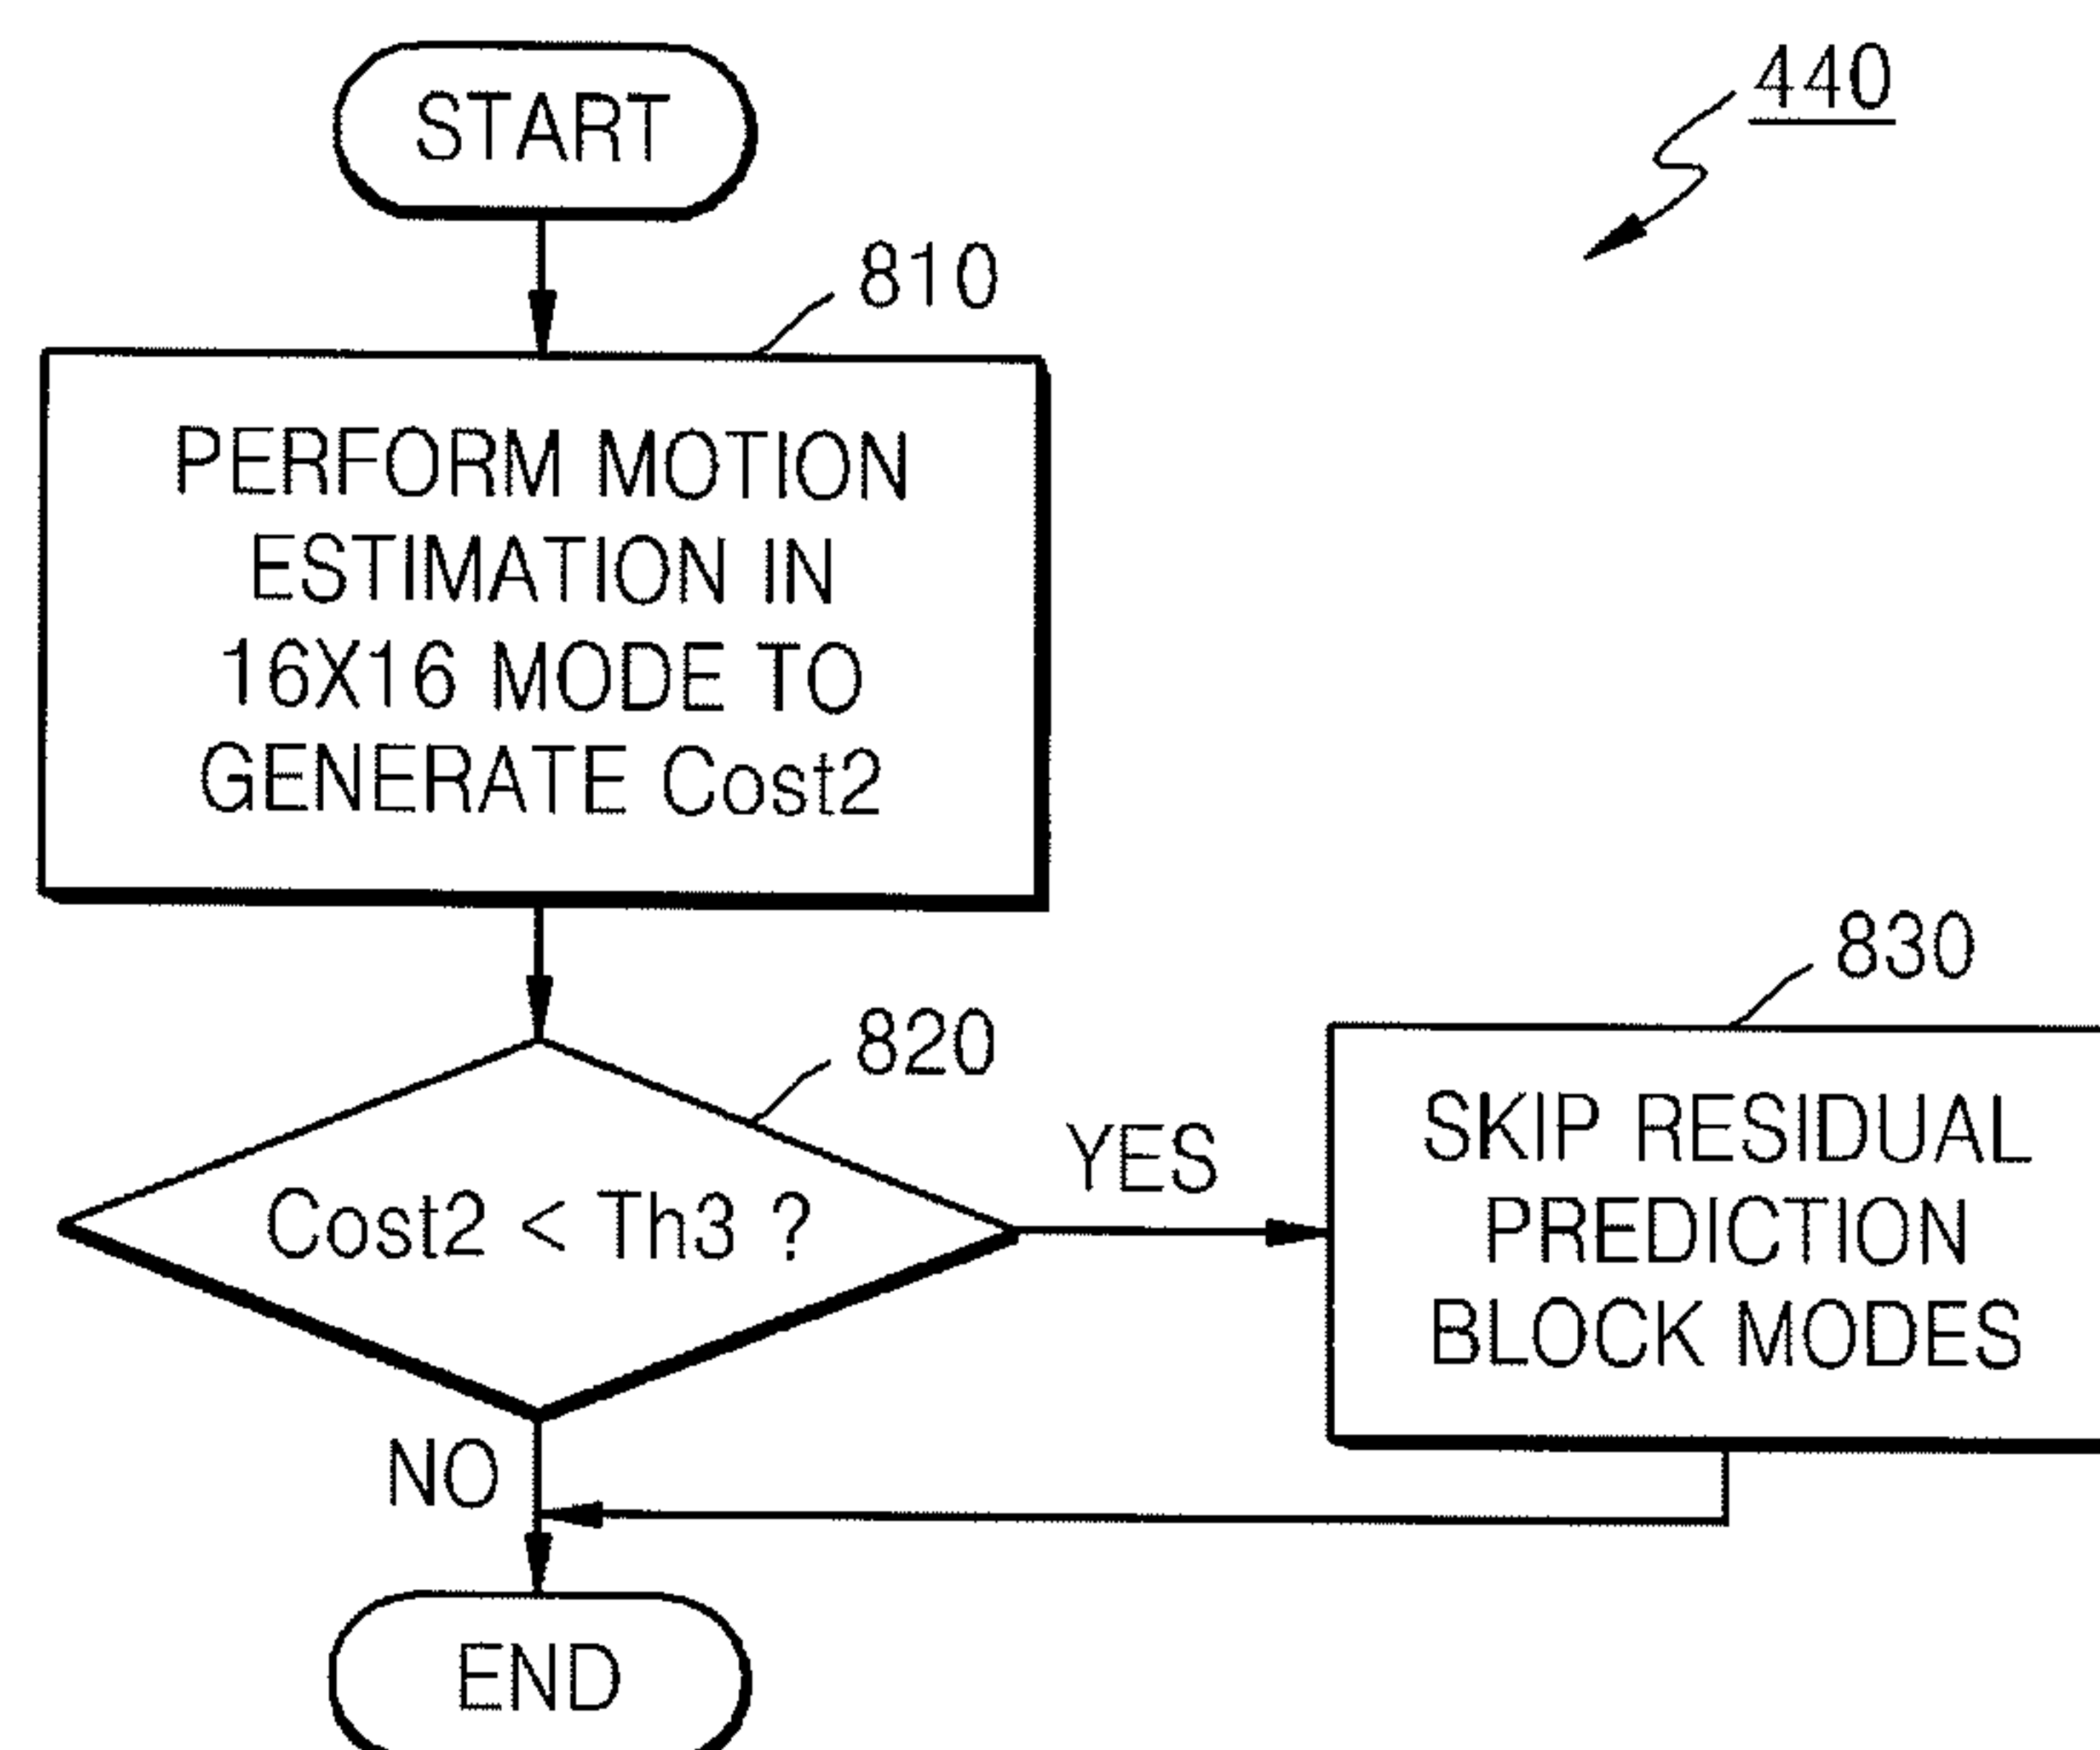 START
440
810
PERFORM MOTION
ESTIMATION IN
16X16 MODE TO
GENERATE Cost2
820
Cost2 < Th3 ?
YES
830
SKIP RESIDUAL
PREDICTION
BLOCK MODES
NO
END